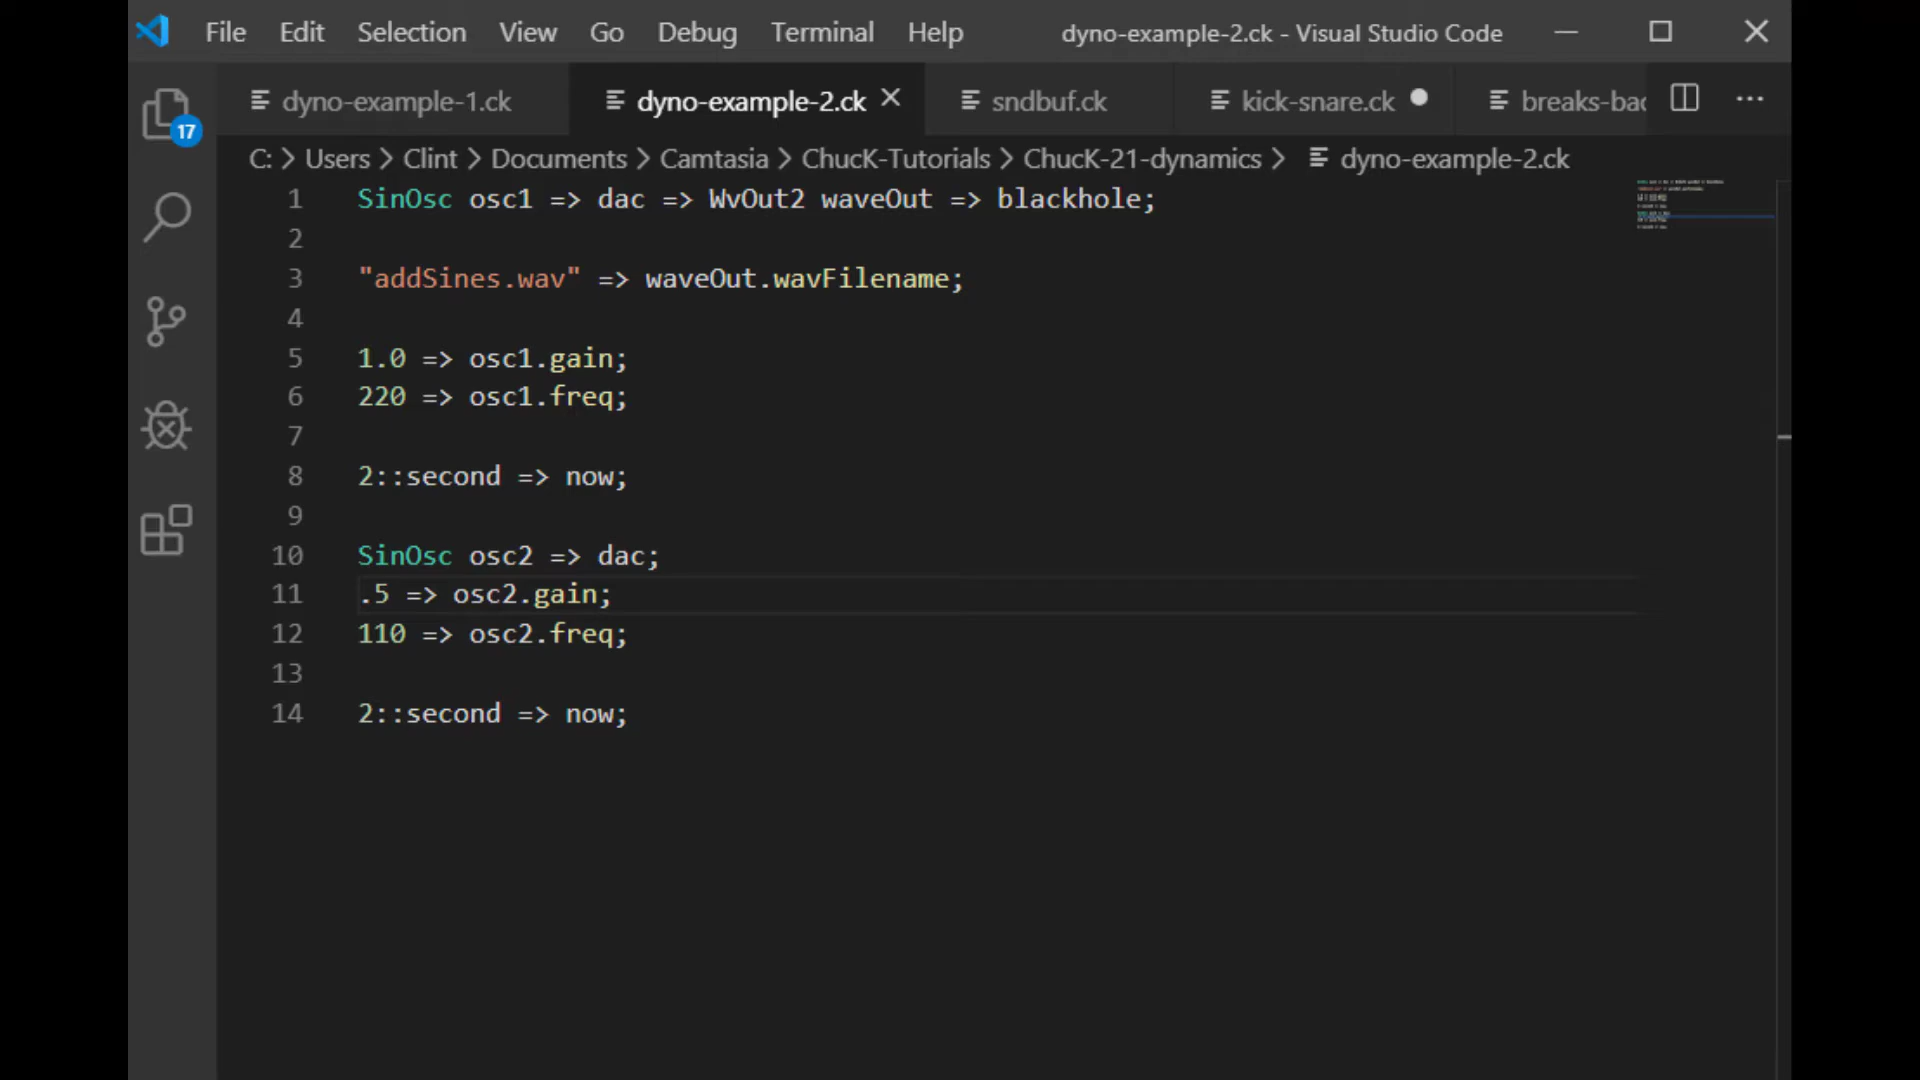 File Edit Selection View Go Debug Terminal Help dyno-example-2.ck - Visual Studio Code
dyno-example-1.ck dyno-example-2.ck sndbuf.ck kick-snare.ck breaks-bac
17
C: > Users > Clint > Documents > Camtasia > ChucK-Tutorials > ChucK-21-dynamics > dyno-example-2.ck
1 SinOsc osc1 => dac => WvOut2 waveOut => blackhole;
2
3 "addSines.wav" => waveOut.wavFilename;
4
5 1.0 => osc1.gain;
6 220 => osc1.freq;
7
8 2::second => now;
9
10 SinOsc osc2 => dac;
11 .5 => osc2.gain;
12 110 => osc2.freq;
13
14 2::second => now;